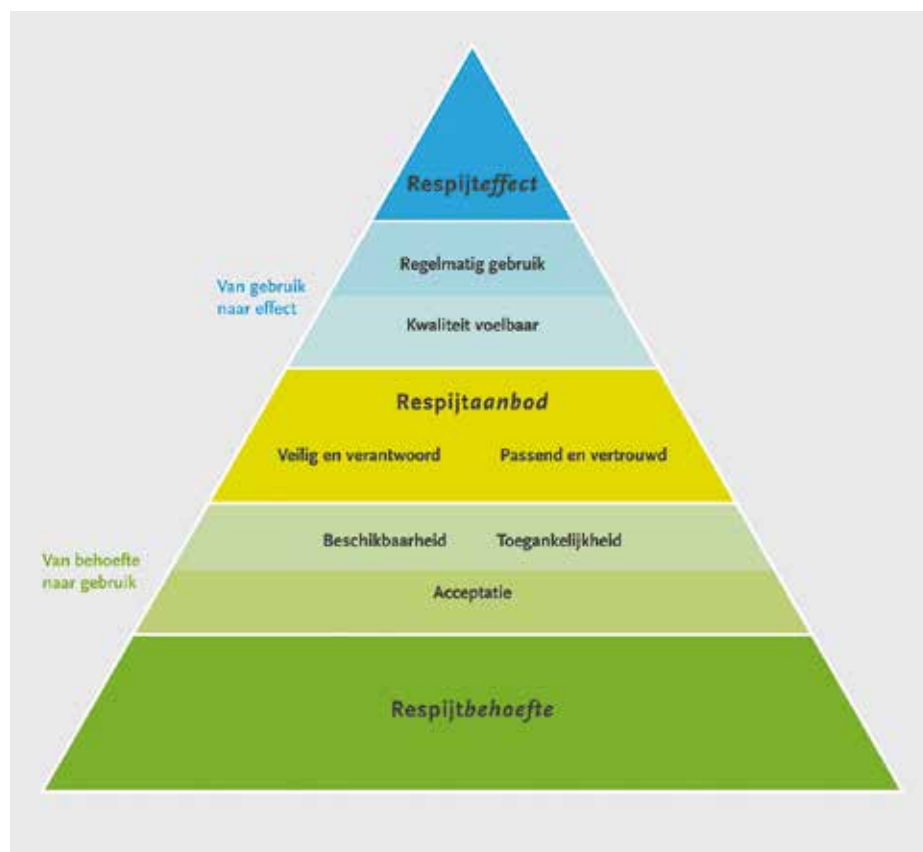 Respijteffect
Regelmatig gebruik
Van gebruik
naar effect
Kwaliteit voelbaar
Respijtaanbod
Veilig en verantwoord Passend en vertrouwd
Beschikbaarheid Toegankelijkheid
Van behoefte
naar gebruik
Acceptatie
Respijtbehoefte